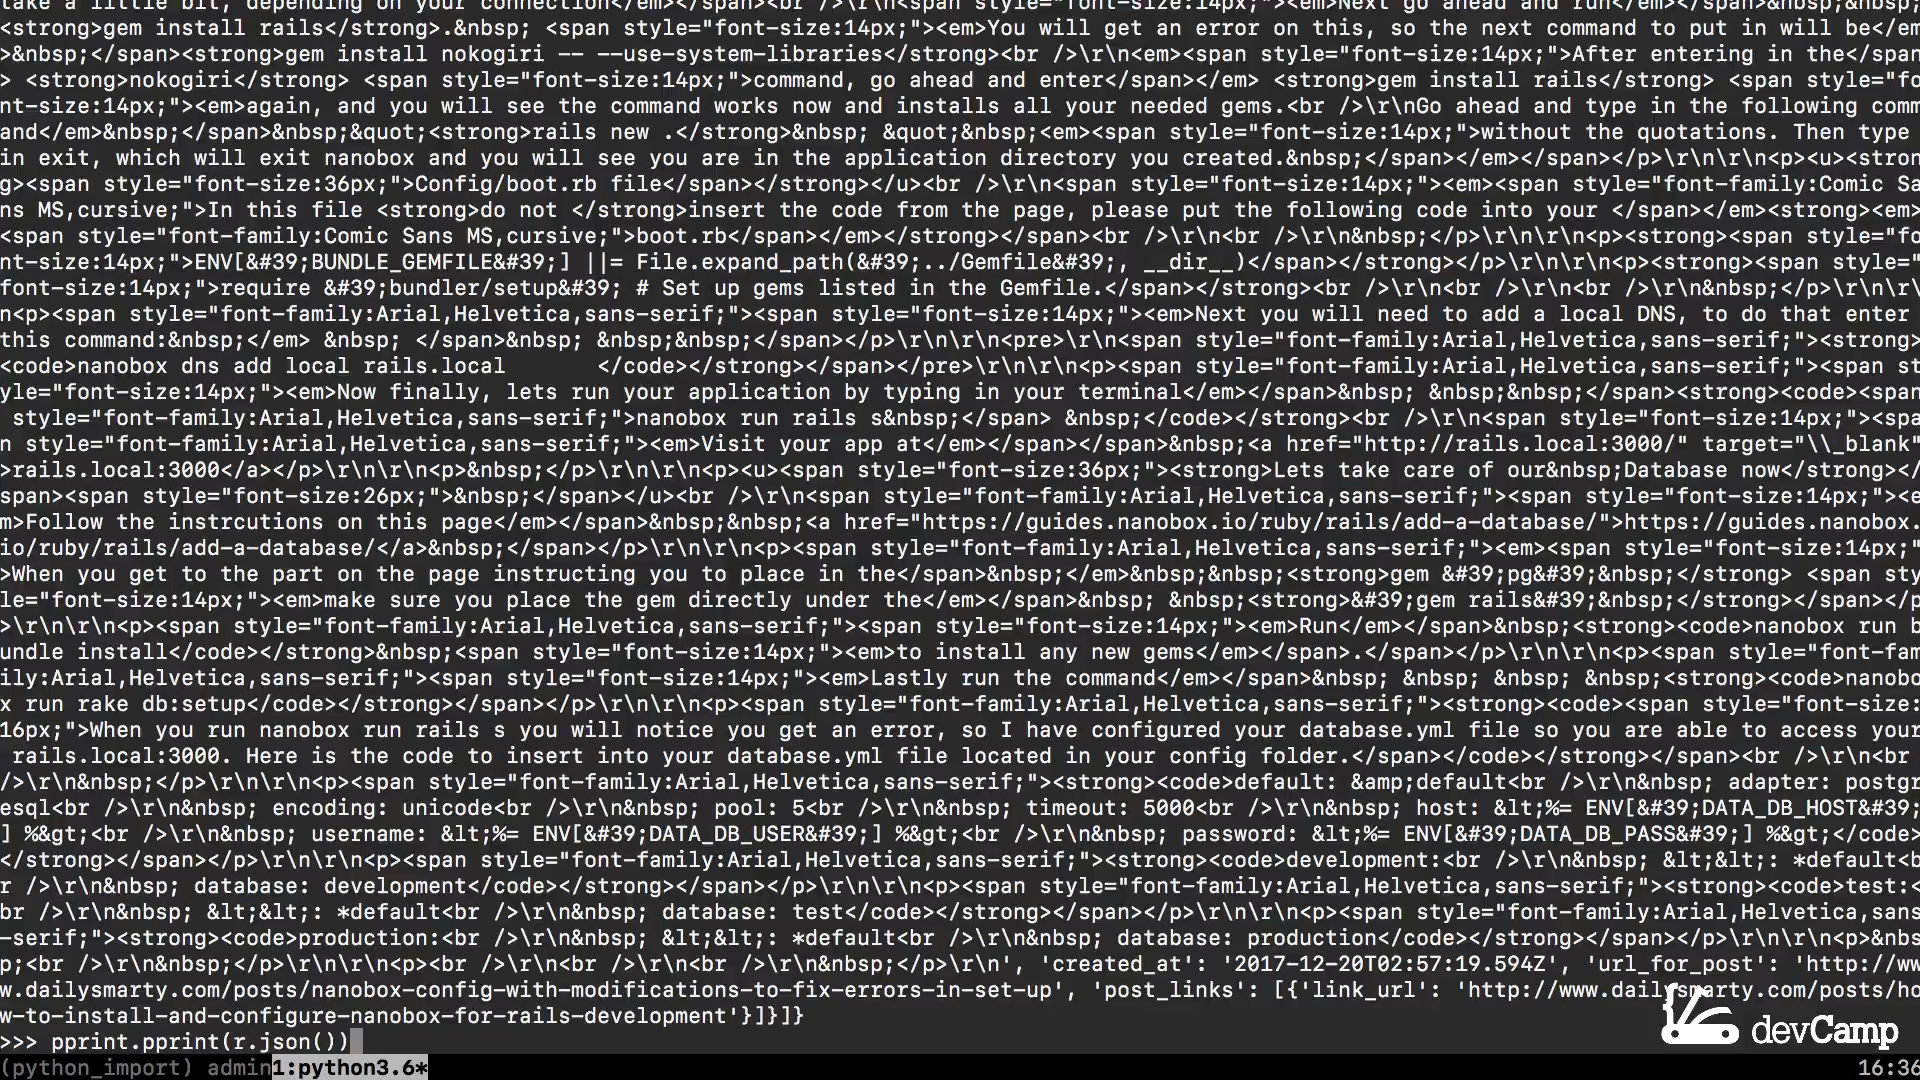 take a little bit, depending on your connection</em></span><br />\r\n<span style="font-size:14px;"><em>Next go ahead and run</em></span>&nbsp;&nbsp;
<strong>gem install rails</strong>.&nbsp; <span style="font-size:14px;"><em>You will get an error on this, so the next command to put in will be</em
>&nbsp;</span><strong>gem install nokogiri -- --use-system-libraries</strong><br />\r\n<em><span style="font-size:14px;">After entering in the</span
> <strong>nokogiri</strong> <span style="font-size:14px;">command, go ahead and enter</span></em> <strong>gem install rails</strong> <span style="fo
nt-size:14px;"><em>again, and you will see the command works now and installs all your needed gems.<br />\r\nGo ahead and type in the following comm
and</em>&nbsp;</span>&nbsp;&quot;<strong>rails new .</strong>&nbsp; &quot;&nbsp;<em><span style="font-size:14px;">without the quotations. Then type
in exit, which will exit nanobox and you will see you are in the application directory you created.&nbsp;</span></em></span></p>\r\n\r\n<p><u><stron
g><span style="font-size:36px;">Config/boot.rb file</span></strong></u><br />\r\n<span style="font-size:14px;"><em><span style="font-family:Comic Sa
ns MS,cursive;">In this file <strong>do not </strong>insert the code from the page, please put the following code into your </span></em><strong><em>
<span style="font-family:Comic Sans MS,cursive;">boot.rb</span></em></strong></span><br />\r\n<br />\r\n&nbsp;</p>\r\n\r\n<p><strong><span style="fo
nt-size:14px;">ENV[&#39;BUNDLE_GEMFILE&#39;] ||= File.expand_path(&#39;../Gemfile&#39;, __dir__)</span></strong></p>\r\n\r\n<p><strong><span style="
font-size:14px;">require &#39;bundler/setup&#39; # Set up gems listed in the Gemfile.</span></strong><br />\r\n<br />\r\n<br />\r\n&nbsp;</p>\r\n\r\
n<p><span style="font-family:Arial,Helvetica,sans-serif;"><span style="font-size:14px;"><em>Next you will need to add a local DNS, to do that enter
this command:&nbsp;</em> &nbsp; </span>&nbsp; &nbsp;&nbsp;</span></p>\r\n\r\n<pre>\r\n<span style="font-family:Arial,Helvetica,sans-serif;"><strong>
<code>nanobox dns add local rails.local       </code></strong></span></pre>\r\n\r\n<p><span style="font-family:Arial,Helvetica,sans-serif;"><span st
yle="font-size:14px;"><em>Now finally, lets run your application by typing in your terminal</em></span>&nbsp; &nbsp;&nbsp;</span><strong><code><span
 style="font-family:Arial,Helvetica,sans-serif;">nanobox run rails s&nbsp;</span> &nbsp;</code></strong><br />\r\n<span style="font-size:14px;"><spa
n style="font-family:Arial,Helvetica,sans-serif;"><em>Visit your app at</em></span></span>&nbsp;<a href="http://rails.local:3000/" target="\\_blank"
>rails.local:3000</a></p>\r\n\r\n<p>&nbsp;</p>\r\n\r\n<p><u><span style="font-size:36px;"><strong>Lets take care of our&nbsp;Database now</strong></
span><span style="font-size:26px;">&nbsp;</span></u><br />\r\n<span style="font-family:Arial,Helvetica,sans-serif;"><span style="font-size:14px;"><e
m>Follow the instrcutions on this page</em></span>&nbsp;&nbsp;<a href="https://guides.nanobox.io/ruby/rails/add-a-database/">https://guides.nanobox.
io/ruby/rails/add-a-database/</a>&nbsp;</span></p>\r\n\r\n<p><span style="font-family:Arial,Helvetica,sans-serif;"><em><span style="font-size:14px;"
>When you get to the part on the page instructing you to place in the</span>&nbsp;</em>&nbsp;&nbsp;<strong>gem &#39;pg&#39;&nbsp;</strong> <span sty
le="font-size:14px;"><em>make sure you place the gem directly under the</em></span>&nbsp; &nbsp;<strong>&#39;gem rails&#39;&nbsp;</strong></span></p
>\r\n\r\n<p><span style="font-family:Arial,Helvetica,sans-serif;"><span style="font-size:14px;"><em>Run</em></span>&nbsp;<strong><code>nanobox run b
undle install</code></strong>&nbsp;<span style="font-size:14px;"><em>to install any new gems</em></span>.</span></p>\r\n\r\n<p><span style="font-fam
ily:Arial,Helvetica,sans-serif;"><span style="font-size:14px;"><em>Lastly run the command</em></span>&nbsp; &nbsp; &nbsp; &nbsp;<strong><code>nanobo
x run rake db:setup</code></strong></span></p>\r\n\r\n<p><span style="font-family:Arial,Helvetica,sans-serif;"><strong><code><span style="font-size:
16px;">When you run nanobox run rails s you will notice you get an error, so I have configured your database.yml file so you are able to access your
 rails.local:3000. Here is the code to insert into your database.yml file located in your config folder.</span></code></strong></span><br />\r\n<br
/>\r\n&nbsp;</p>\r\n\r\n<p><span style="font-family:Arial,Helvetica,sans-serif;"><strong><code>default: &amp;default<br />\r\n&nbsp; adapter: postgr
esql<br />\r\n&nbsp; encoding: unicode<br />\r\n&nbsp; pool: 5<br />\r\n&nbsp; timeout: 5000<br />\r\n&nbsp; host: &lt;%= ENV[&#39;DATA_DB_HOST&#39;
] %&gt;<br />\r\n&nbsp; username: &lt;%= ENV[&#39;DATA_DB_USER&#39;] %&gt;<br />\r\n&nbsp; password: &lt;%= ENV[&#39;DATA_DB_PASS&#39;] %&gt;</code>
</strong></span></p>\r\n\r\n<p><span style="font-family:Arial,Helvetica,sans-serif;"><strong><code>development:<br />\r\n&nbsp; &lt;&lt;: *default<b
r />\r\n&nbsp; database: development</code></strong></span></p>\r\n\r\n<p><span style="font-family:Arial,Helvetica,sans-serif;"><strong><code>test:<
br />\r\n&nbsp; &lt;&lt;: *default<br />\r\n&nbsp; database: test</code></strong></span></p>\r\n\r\n<p><span style="font-family:Arial,Helvetica,sans
-serif;"><strong><code>production:<br />\r\n&nbsp; &lt;&lt;: *default<br />\r\n&nbsp; database: production</code></strong></span></p>\r\n\r\n<p>&nbs
p;<br />\r\n&nbsp;</p>\r\n\r\n<p><br />\r\n<br />\r\n<br />\r\n&nbsp;</p>\r\n', 'created_at': '2017-12-20T02:57:19.594Z', 'url_for_post': 'http://ww
w.dailysmarty.com/posts/nanobox-config-with-modifications-to-fix-errors-in-set-up', 'post_links': [{'link_url': 'http://www.dailysmarty.com/posts/ho
w-to-install-and-configure-nanobox-for-rails-development'}]}]}
>>> pprint.pprint(r.json())
devCamp
(python_import) admin1:python3.6* 16:36